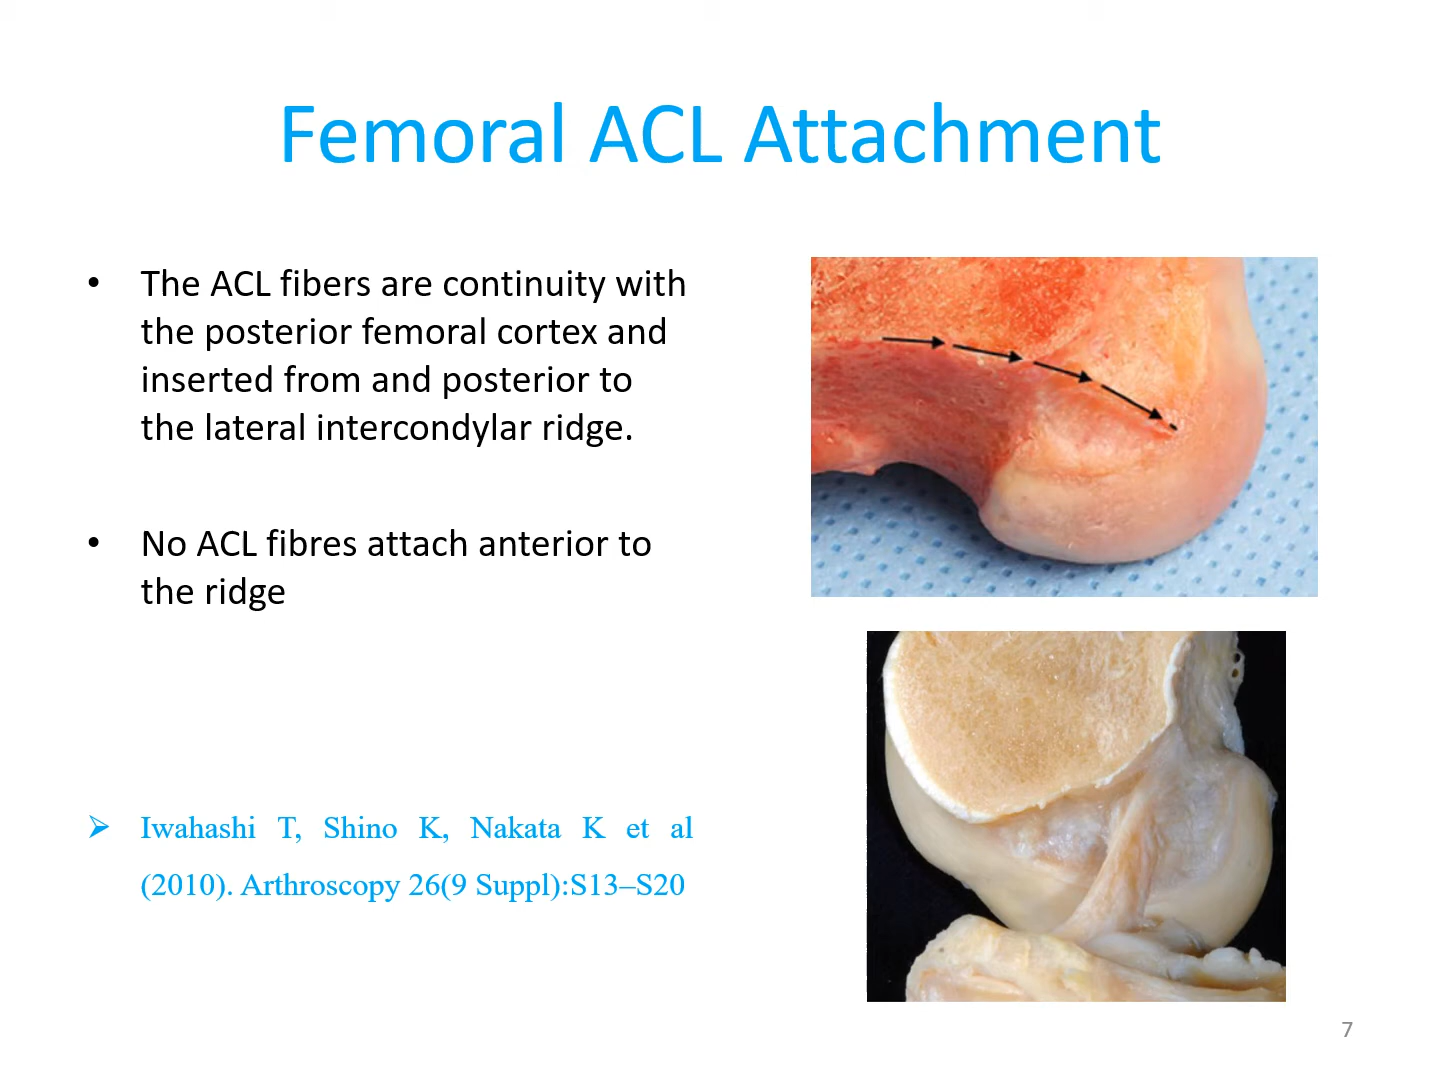 Femoral ACL Attachment
• The ACL fibers are continuity with
the posterior femoral cortex and
inserted from and posterior to
the lateral intercondylar ridge.
• No ACL fibres attach anterior to
the ridge
➢ Iwahashi T, Shino K, Nakata K et al
(2010). Arthroscopy 26(9 Suppl):S13–S20
7